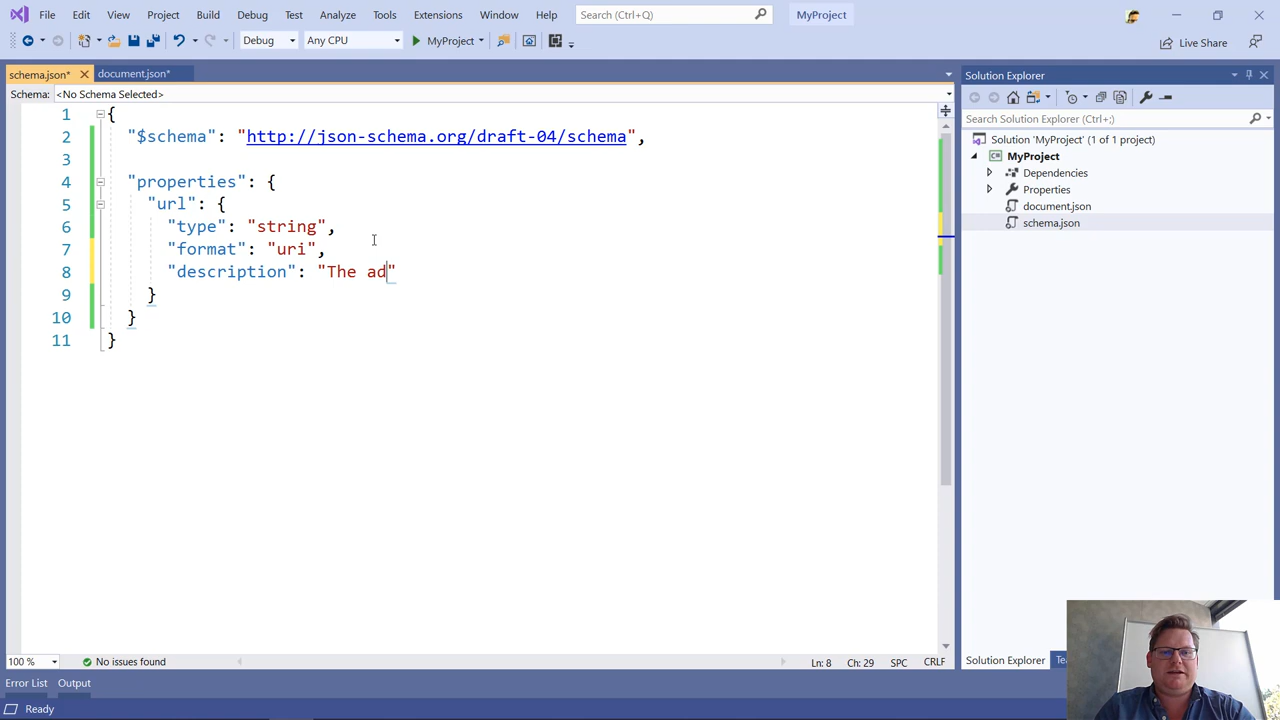 File Edit View Project Build Debug Test Analyze Tools Extensions Window Help Search (Ctrl+Q) MyProject
Debug Any CPU MyProject Live Share
schema.json* document.json*
Schema: <No Schema Selected>
1 {
2 "$schema": "http://json-schema.org/draft-04/schema",
3
4 "properties": {
5 "url": {
6 "type": "string",
7 "format": "uri",
8 "description": "The ad"
9 }
10 }
11 }
Solution Explorer
Search Solution Explorer (Ctrl+;)
Solution 'MyProject' (1 of 1 project)
MyProject
Dependencies
Properties
document.json
schema.json
100 % No issues found Ln: 8 Ch: 29 SPC CRLF
Solution Explorer
Error List Output
Ready